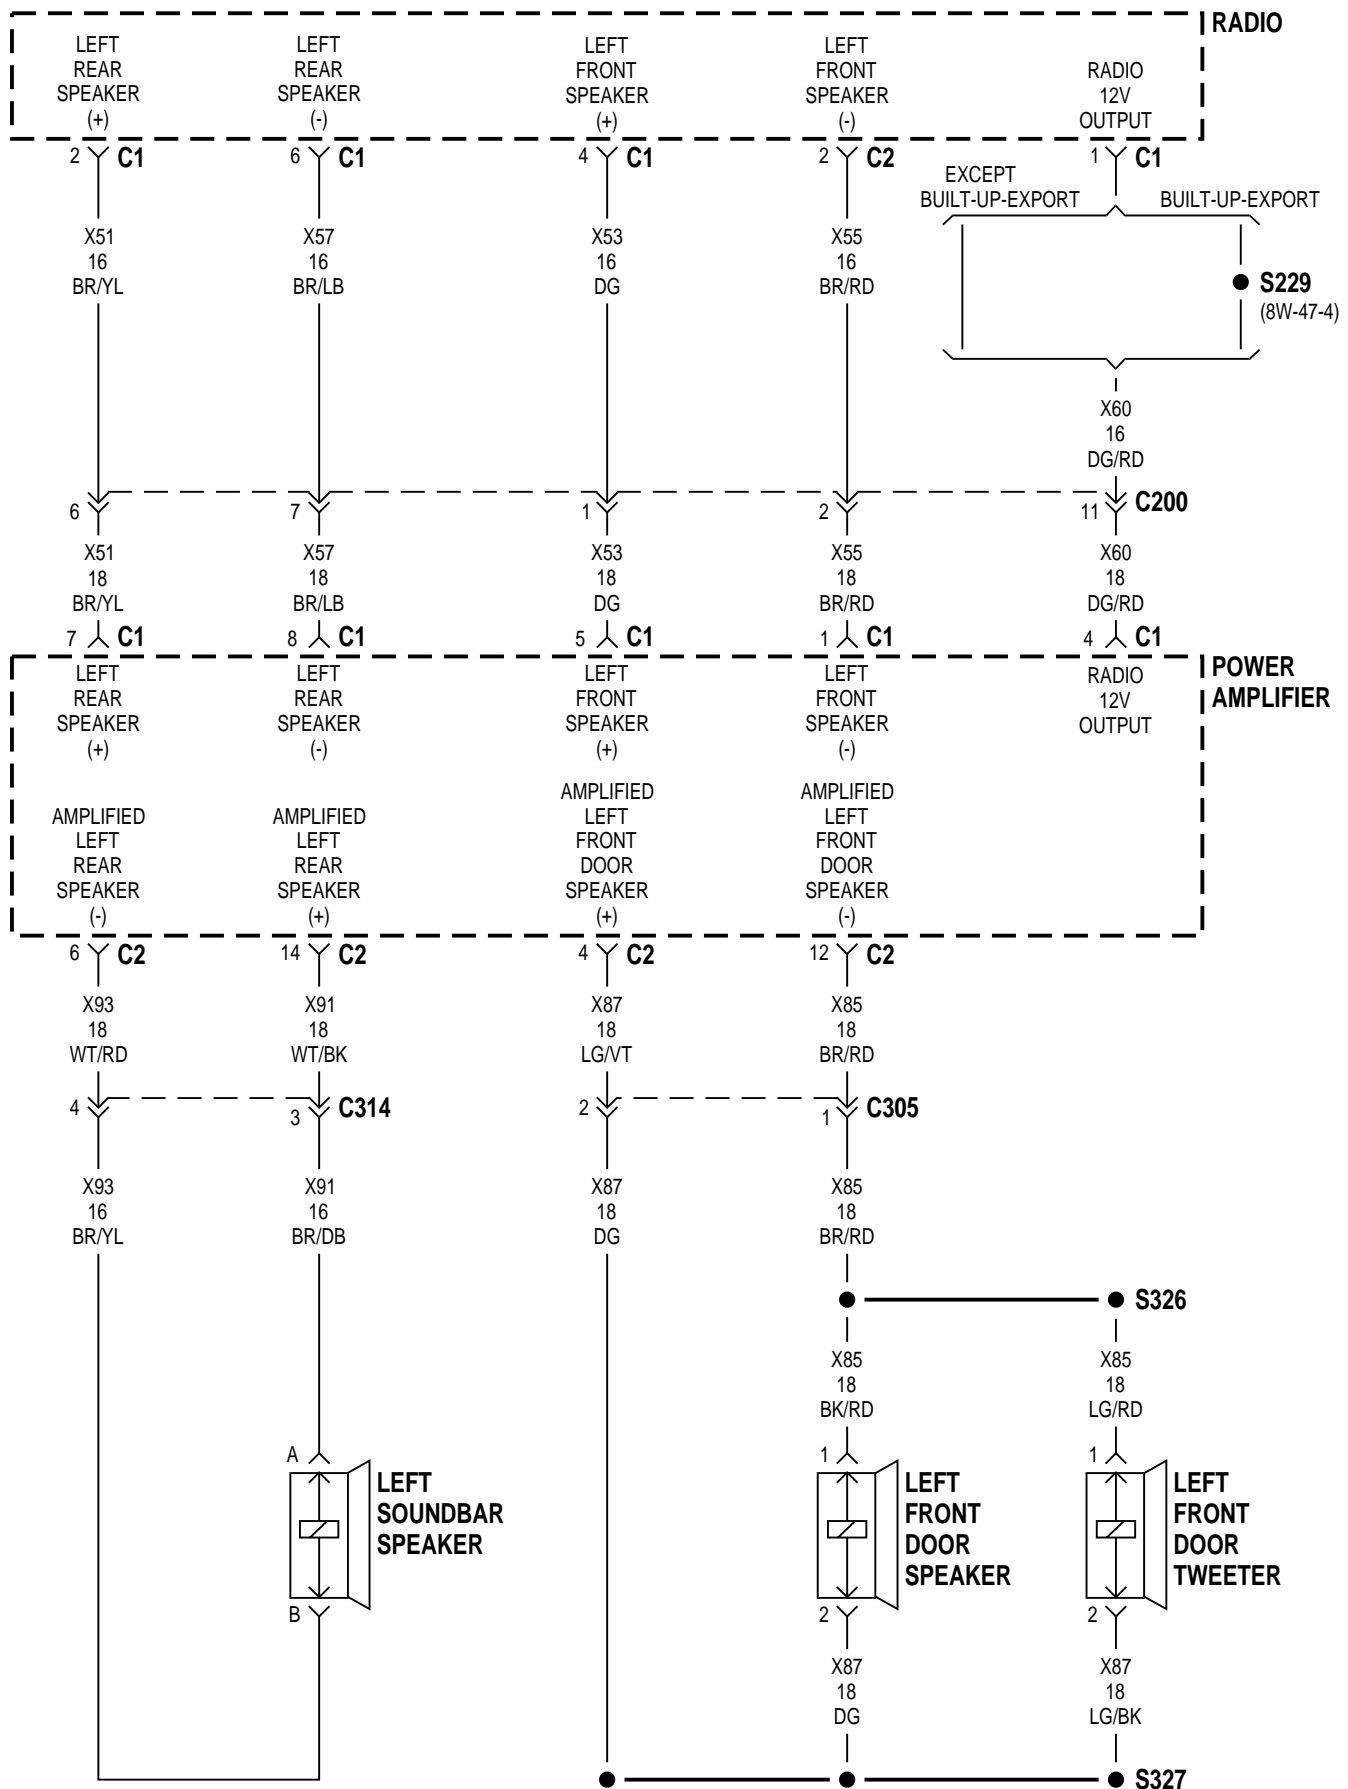 RADIO
LEFT
REAR
SPEAKER
(+)
LEFT
REAR
SPEAKER
(-)
LEFT
FRONT
SPEAKER
(+)
LEFT
FRONT
SPEAKER
(-)
RADIO
12V
OUTPUT
2 C1
6 C1
4 C1
2 C2
1 C1
EXCEPT
BUILT-UP-EXPORT
BUILT-UP-EXPORT
X51
16
BR/YL
X57
16
BR/LB
X53
16
DG
X55
16
BR/RD
S229
(8W-47-4)
X60
16
DG/RD
6
7
1
2
11
C200
X51
18
BR/YL
X57
18
BR/LB
X53
18
DG
X55
18
BR/RD
X60
18
DG/RD
7 C1
8 C1
5 C1
1 C1
4 C1
POWER
AMPLIFIER
LEFT
REAR
SPEAKER
(+)
LEFT
REAR
SPEAKER
(-)
LEFT
FRONT
SPEAKER
(+)
LEFT
FRONT
SPEAKER
(-)
RADIO
12V
OUTPUT
AMPLIFIED
LEFT
REAR
SPEAKER
(-)
AMPLIFIED
LEFT
REAR
SPEAKER
(+)
AMPLIFIED
LEFT
FRONT
DOOR
SPEAKER
(+)
AMPLIFIED
LEFT
FRONT
DOOR
SPEAKER
(-)
6 C2
14 C2
4 C2
12 C2
X93
18
WT/RD
X91
18
WT/BK
X87
18
LG/VT
X85
18
BR/RD
4
3
C314
2
1
C305
X93
16
BR/YL
X91
16
BR/DB
X87
18
DG
X85
18
BR/RD
S326
X85
18
BK/RD
X85
18
LG/RD
A
LEFT
SOUNDBAR
SPEAKER
B
1
LEFT
FRONT
DOOR
SPEAKER
2
1
LEFT
FRONT
DOOR
TWEETER
2
X87
18
DG
X87
18
LG/BK
S327